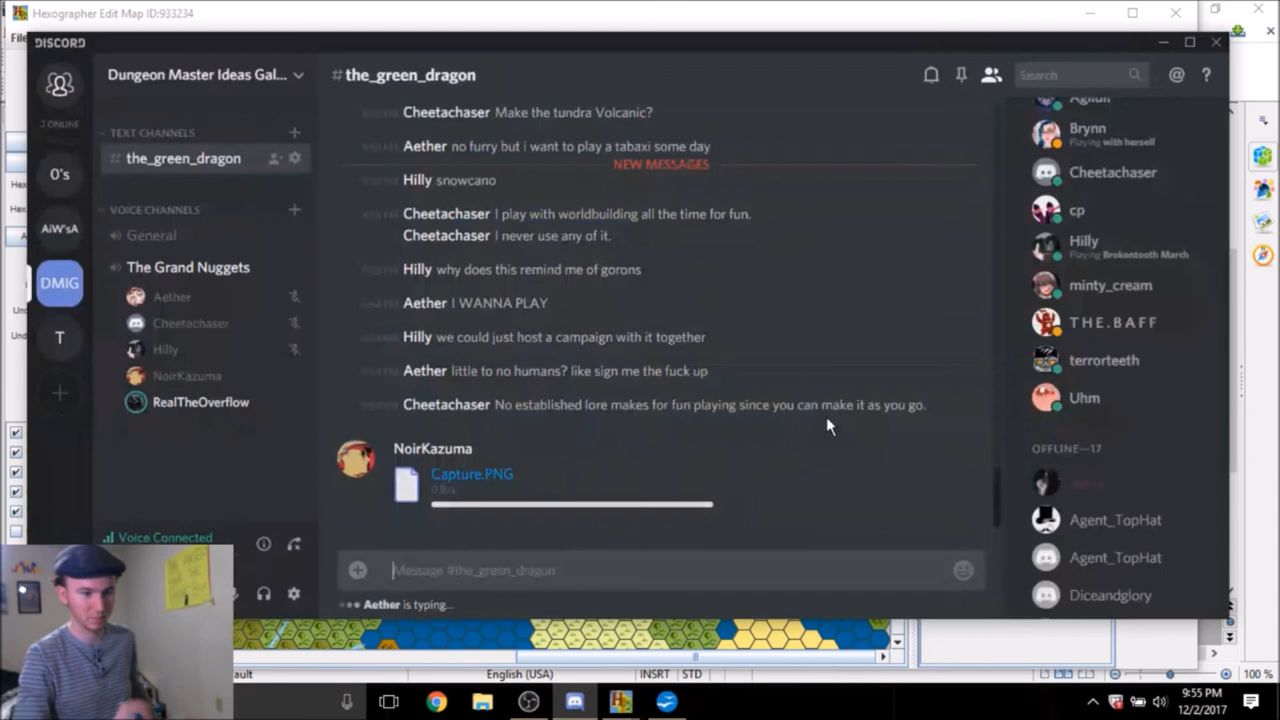 Hexographer Edit Map ID:933234
DISCORD
2 ONLINE
O's
AiW'sA
DMIG
T
Dungeon Master Ideas Gal...
TEXT CHANNELS
# the_green_dragon
VOICE CHANNELS
General
The Grand Nuggets
Aether
Cheetachaser
Hilly
NoirKazuma
RealTheOverflow
Voice Connected
# the_green_dragon
Search
@
?
Cheetachaser Make the tundra Volcanic?
Aether no furry but i want to play a tabaxi some day
NEW MESSAGES
Hilly snowcano
Cheetachaser I play with worldbuilding all the time for fun.
Cheetachaser I never use any of it.
Hilly why does this remind me of gorons
Aether I WANNA PLAY
Hilly we could just host a campaign with it together
Aether little to no humans? like sign me the fuck up
Cheetachaser No established lore makes for fun playing since you can make it as you go.
NoirKazuma
Capture.PNG
Message #the_green_dragon
Aether is typing...
Brynn
Playing with herself
Cheetachaser
cp
Hilly
Playing Brokentooth March
minty_cream
T H E . B A F F
terrorteeth
Uhm
OFFLINE—17
Agent_TopHat
Agent_TopHat
Diceandglory
English (USA)
INSRT
STD
100 %
9:55 PM
12/2/2017